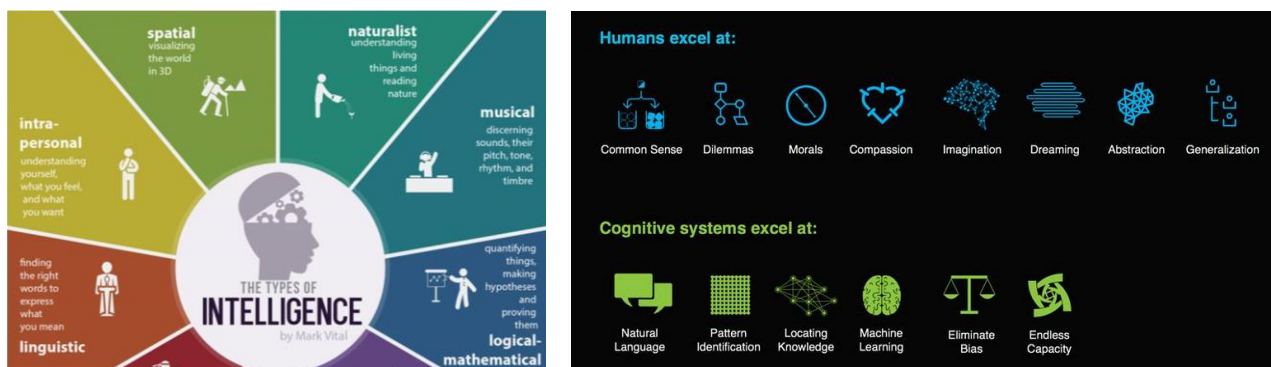 spatial
visualizing
the world
in 3D
naturalist
understanding
living
things and
reading
nature
musical
discerning
sounds, their
pitch, tone,
rhythm, and
timbre
intra-
personal
understanding
yourself,
what you feel,
and what
you want
finding
the right
words to
express
what
you mean
linguistic
THE TYPES OF
INTELLIGENCE
by Mark Vital
quantifying
things,
making
hypotheses
and
proving
them
logical-
mathematical
Humans excel at:
Common Sense
Dilemmas
Morals
Compassion
Imagination
Dreaming
Abstraction
Generalization
Cognitive systems excel at:
Natural
Language
Pattern
Identification
Locating
Knowledge
Machine
Learning
Eliminate
Bias
Endless
Capacity